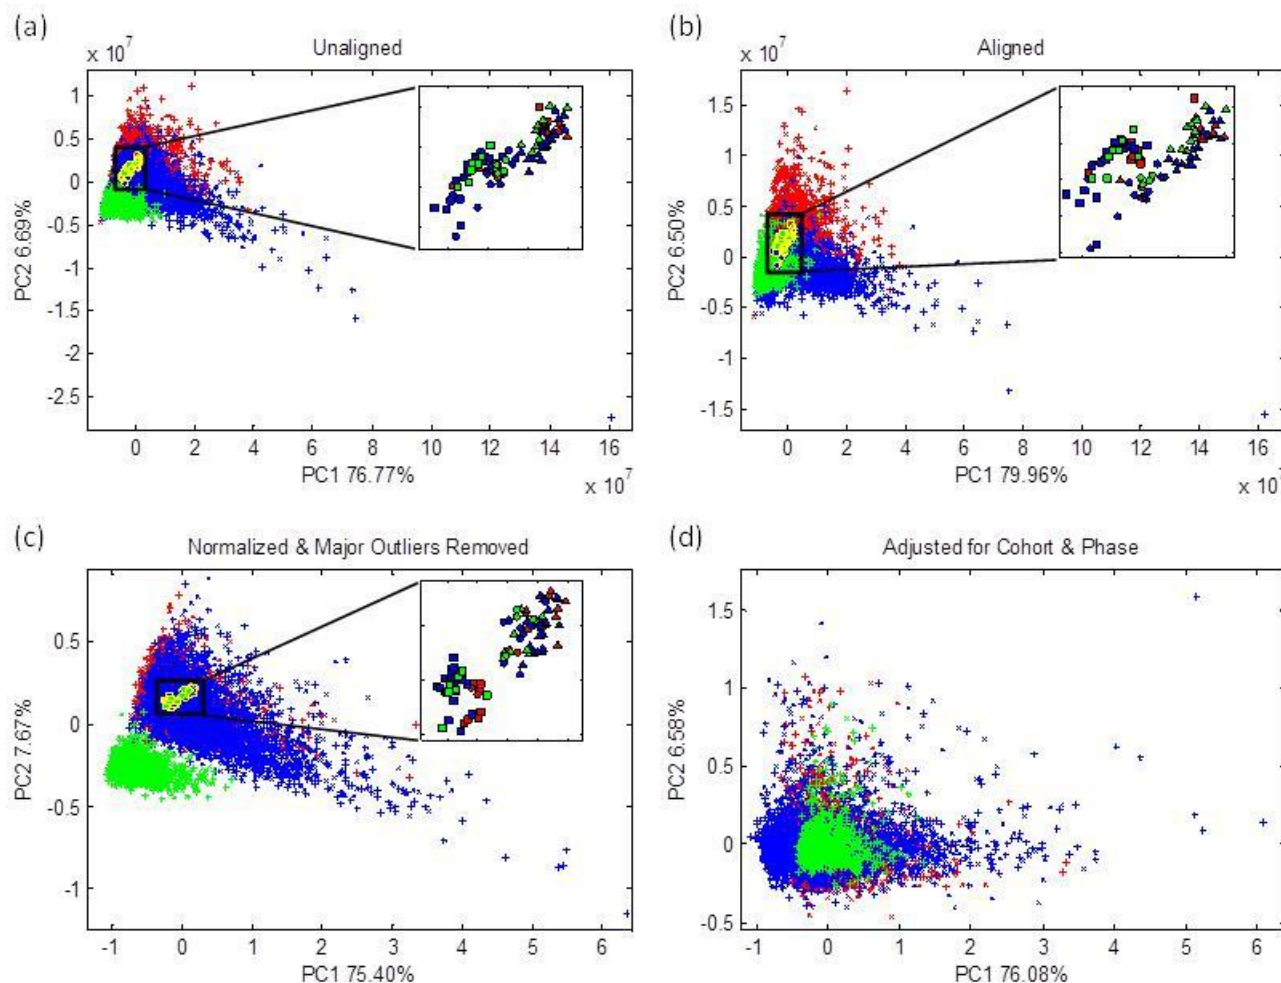 (a)
Unaligned
x 10^7
1
0.5
0
-0.5
-1
-1.5
-2
-2.5
PC2 6.69%
0 2 4 6 8 10 12 14 16
PC1 76.77%
x 10^7
(b)
Aligned
x 10^7
1.5
1
0.5
0
-0.5
-1
-1.5
PC2 6.50%
0 2 4 6 8 10 12 14 16
PC1 79.96%
x 10^7
(c)
Normalized & Major Outliers Removed
0.5
0
-0.5
-1
PC2 7.67%
-1 0 1 2 3 4 5 6
PC1 75.40%
(d)
Adjusted for Cohort & Phase
1.5
1
0.5
0
-0.5
PC2 6.58%
-1 0 1 2 3 4 5 6
PC1 76.08%